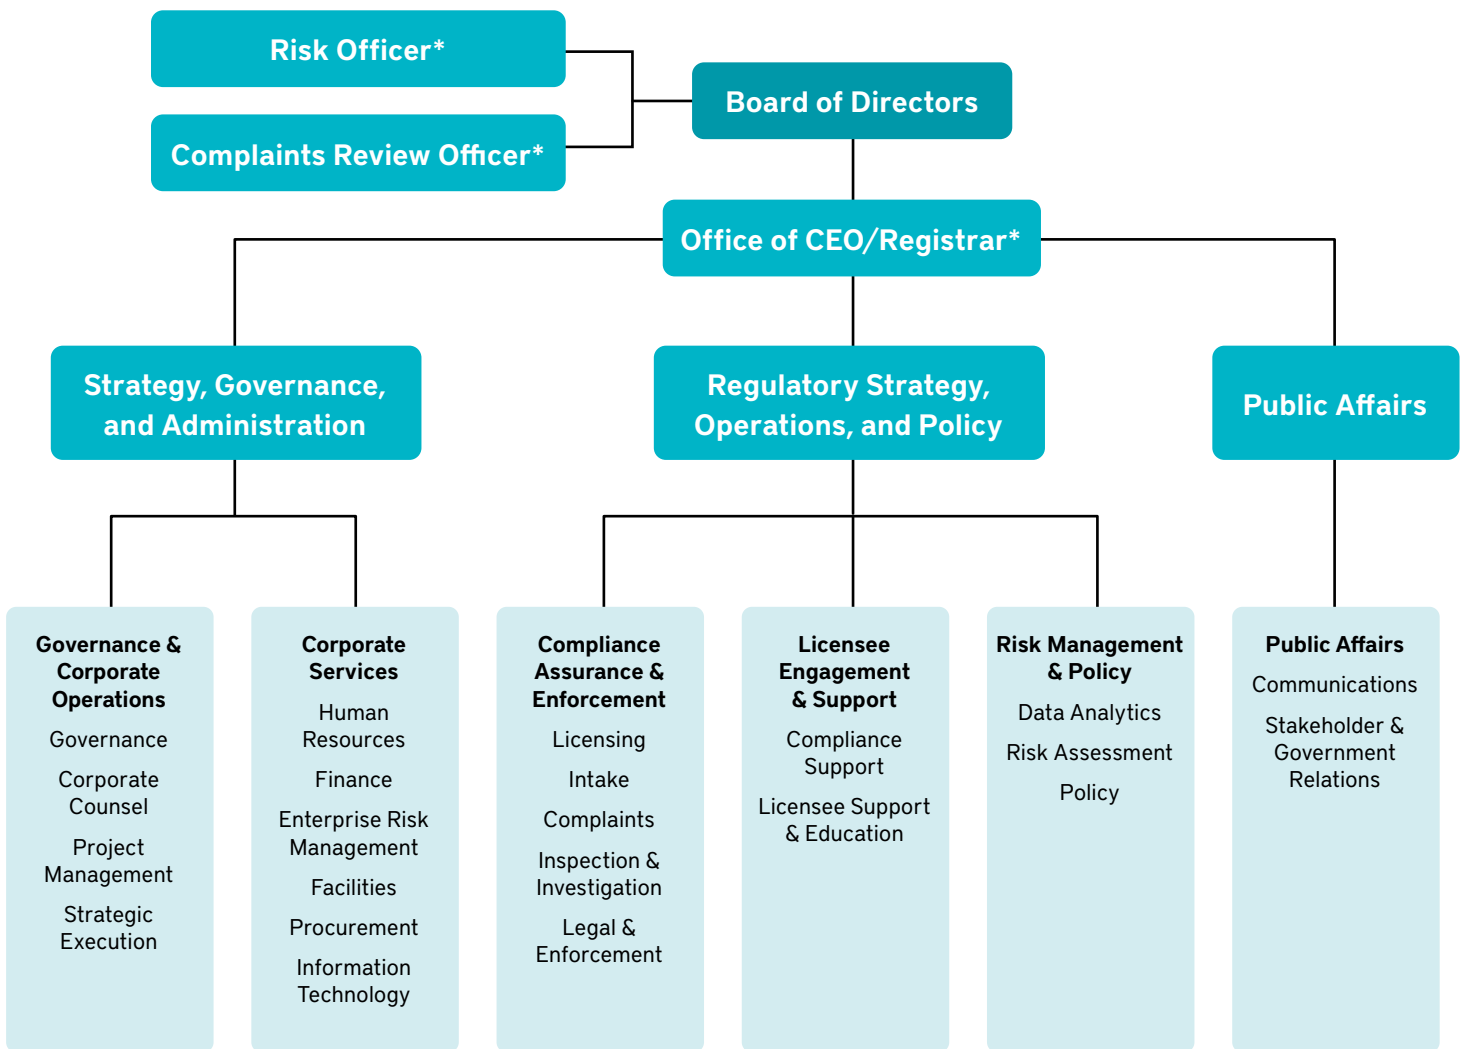 Risk Officer*
Complaints Review Officer*
Board of Directors
Office of CEO/Registrar*
Strategy, Governance,
and Administration
Regulatory Strategy,
Operations, and Policy
Public Affairs
Governance &
Corporate
Operations
Governance
Corporate
Counsel
Project
Management
Strategic
Execution
Corporate
Services
Human
Resources
Finance
Enterprise Risk
Management
Facilities
Procurement
Information
Technology
Compliance
Assurance &
Enforcement
Licensing
Intake
Complaints
Inspection &
Investigation
Legal &
Enforcement
Licensee
Engagement
& Support
Compliance
Support
Licensee Support
& Education
Risk Management
& Policy
Data Analytics
Risk Assessment
Policy
Public Affairs
Communications
Stakeholder &
Government
Relations